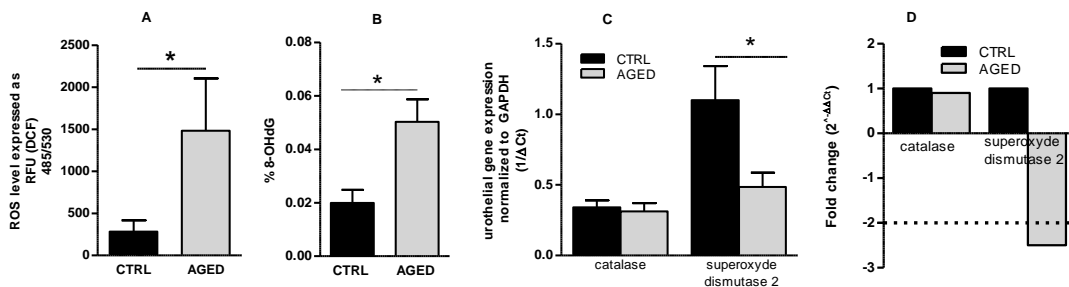 A
ROS level expressed as
RFU (DCF)
485/530
2500
2000
1500
1000
500
0
*
CTRL
AGED
B
% 8-OHdG
0.08
0.06
0.04
0.02
0.00
*
CTRL
AGED
C
urothelial gene expression
normalized to GAPDH
(1/ΔCt)
1.5
1.0
0.5
0.0
CTRL
AGED
*
catalase
superoxyde
dismutase 2
D
Fold change (2^-ΔΔCt)
2
1
0
-1
-2
-3
CTRL
AGED
catalase
superoxyde
dismutase 2